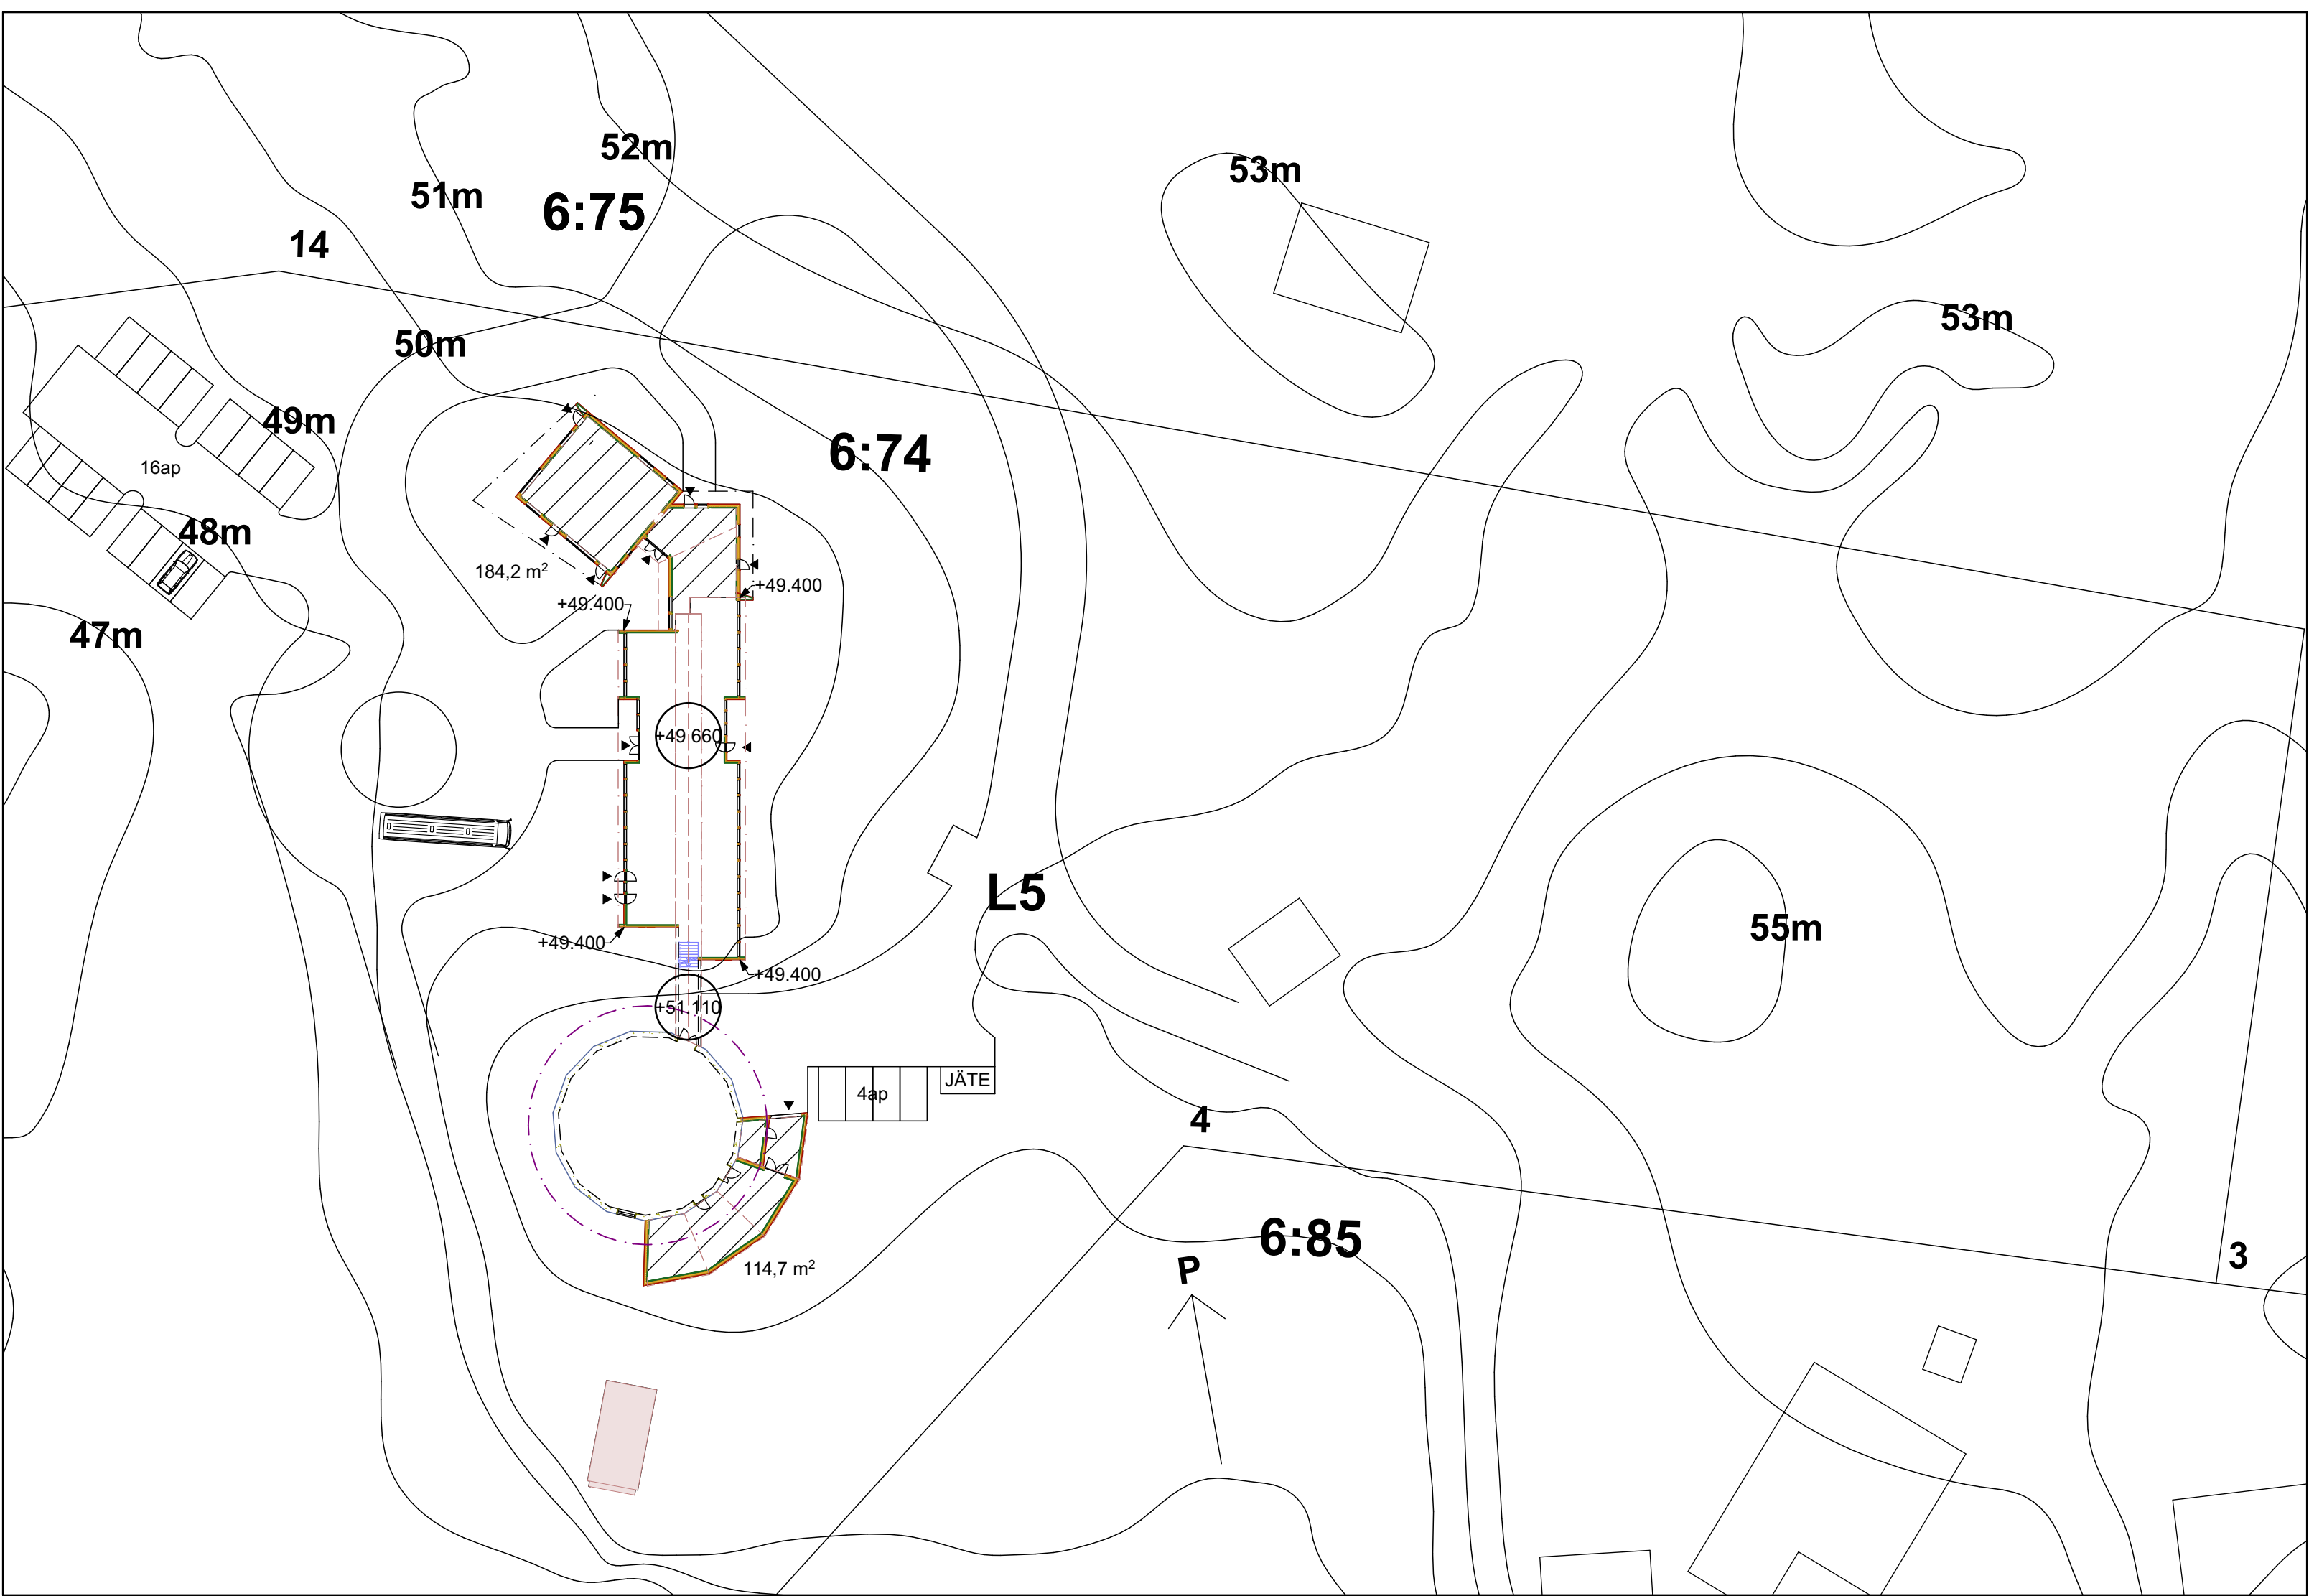 52m
53m
51m
6:75
14
53m
50m
49m
6:74
16ap
48m
184,2 m²
+49.400
+49.400
47m
+49 660
L5
55m
+49.400
+49.400
+51.110
JÄTE
4ap
4
6:85
3
P
114,7 m²